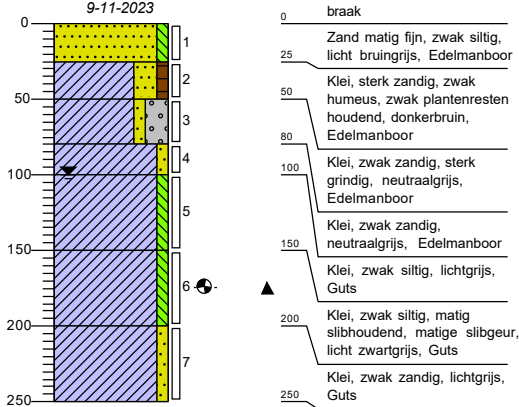 9-11-2023
0
50
100
150
200
250
1
2
3
4
5
6
7
0
braak
Zand matig fijn, zwak siltig,
25
licht bruingrijs, Edelmanboor
Klei, sterk zandig, zwak
50
humeus, zwak plantenresten
houdend, donkerbruin,
Edelmanboor
80
Klei, zwak zandig, sterk
100
grindig, neutraalgrijs,
Edelmanboor
Klei, zwak zandig,
neutraalgrijs, Edelmanboor
150
Klei, zwak siltig, lichtgrijs,
Guts
200
Klei, zwak siltig, matig
slibhoudend, matige slibgeur,
licht zwartgrijs, Guts
Klei, zwak zandig, lichtgrijs,
250
Guts